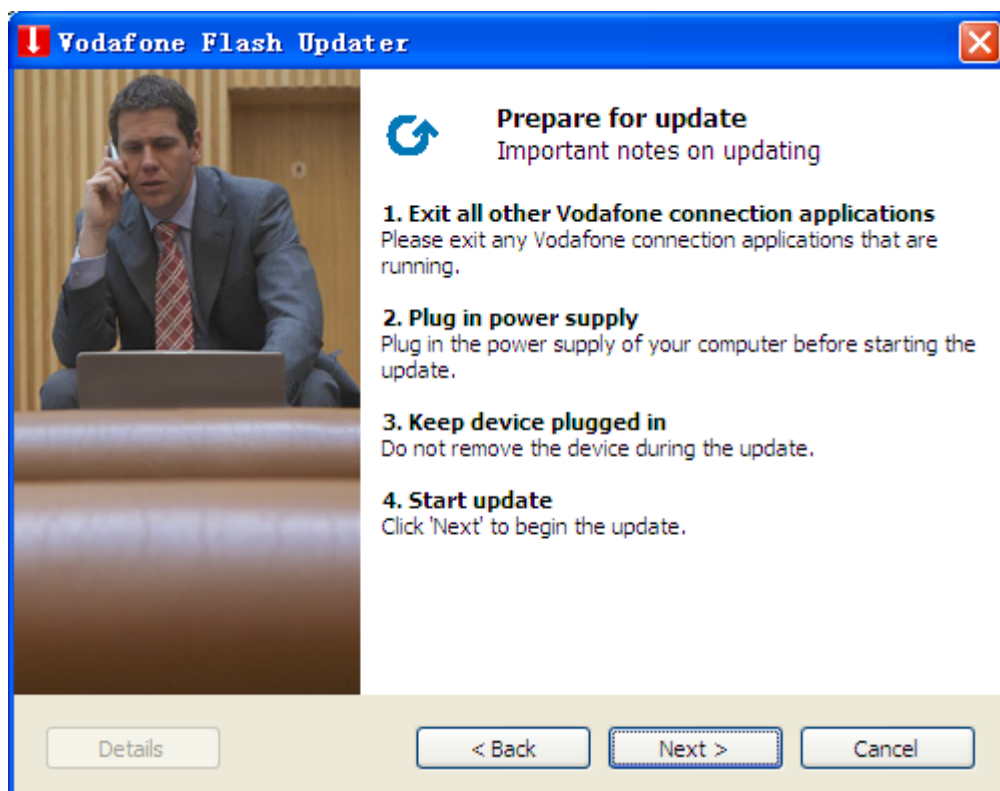 Vodafone Flash Updater
Prepare for update
Important notes on updating
1. Exit all other Vodafone connection applications
Please exit any Vodafone connection applications that are
running.
2. Plug in power supply
Plug in the power supply of your computer before starting the
update.
3. Keep device plugged in
Do not remove the device during the update.
4. Start update
Click 'Next' to begin the update.
Details
< Back
Next >
Cancel